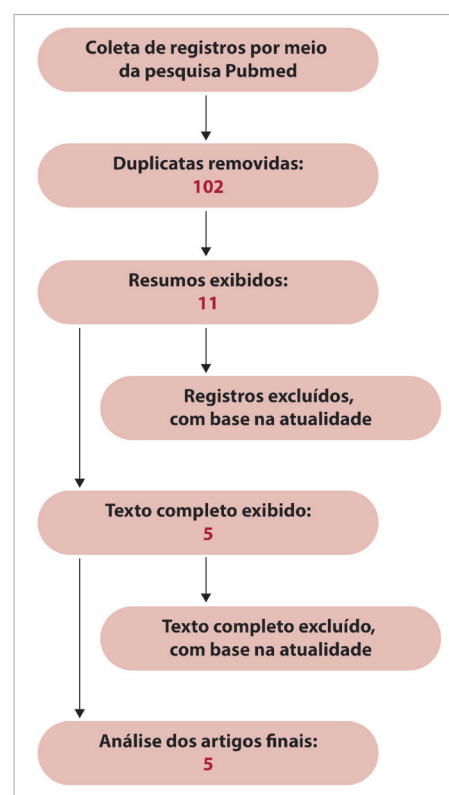 Coleta de registros por meio
da pesquisa Pubmed
Duplicatas removidas:
102
Resumos exibidos:
11
Registros excluídos,
com base na atualidade
Texto completo exibido:
5
Texto completo excluído,
com base na atualidade
Análise dos artigos finais:
5